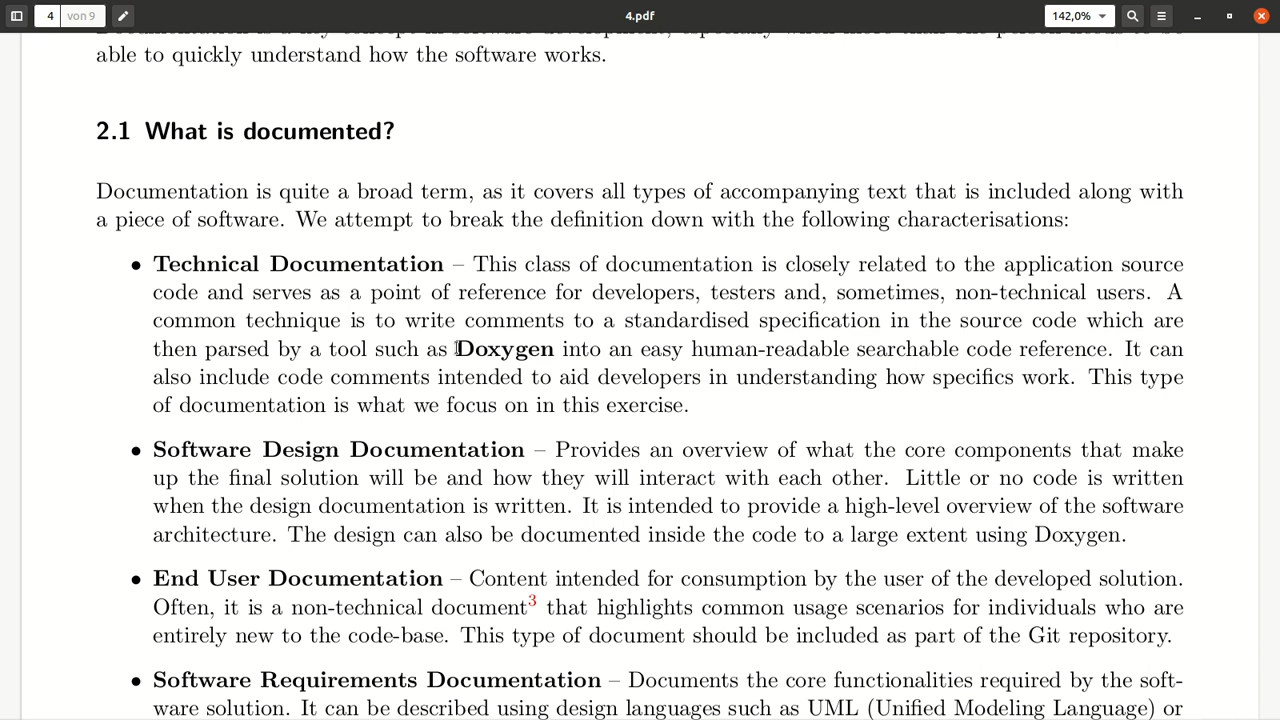 4 von 9 4.pdf 142,0%
able to quickly understand how the software works.
2.1 What is documented?
Documentation is quite a broad term, as it covers all types of accompanying text that is included along with
a piece of software. We attempt to break the definition down with the following characterisations:
• Technical Documentation – This class of documentation is closely related to the application source
code and serves as a point of reference for developers, testers and, sometimes, non-technical users. A
common technique is to write comments to a standardised specification in the source code which are
then parsed by a tool such as Doxygen into an easy human-readable searchable code reference. It can
also include code comments intended to aid developers in understanding how specifics work. This type
of documentation is what we focus on in this exercise.
• Software Design Documentation – Provides an overview of what the core components that make
up the final solution will be and how they will interact with each other. Little or no code is written
when the design documentation is written. It is intended to provide a high-level overview of the software
architecture. The design can also be documented inside the code to a large extent using Doxygen.
• End User Documentation – Content intended for consumption by the user of the developed solution.
Often, it is a non-technical document3 that highlights common usage scenarios for individuals who are
entirely new to the code-base. This type of document should be included as part of the Git repository.
• Software Requirements Documentation – Documents the core functionalities required by the soft-
ware solution. It can be described using design languages such as UML (Unified Modeling Language) or